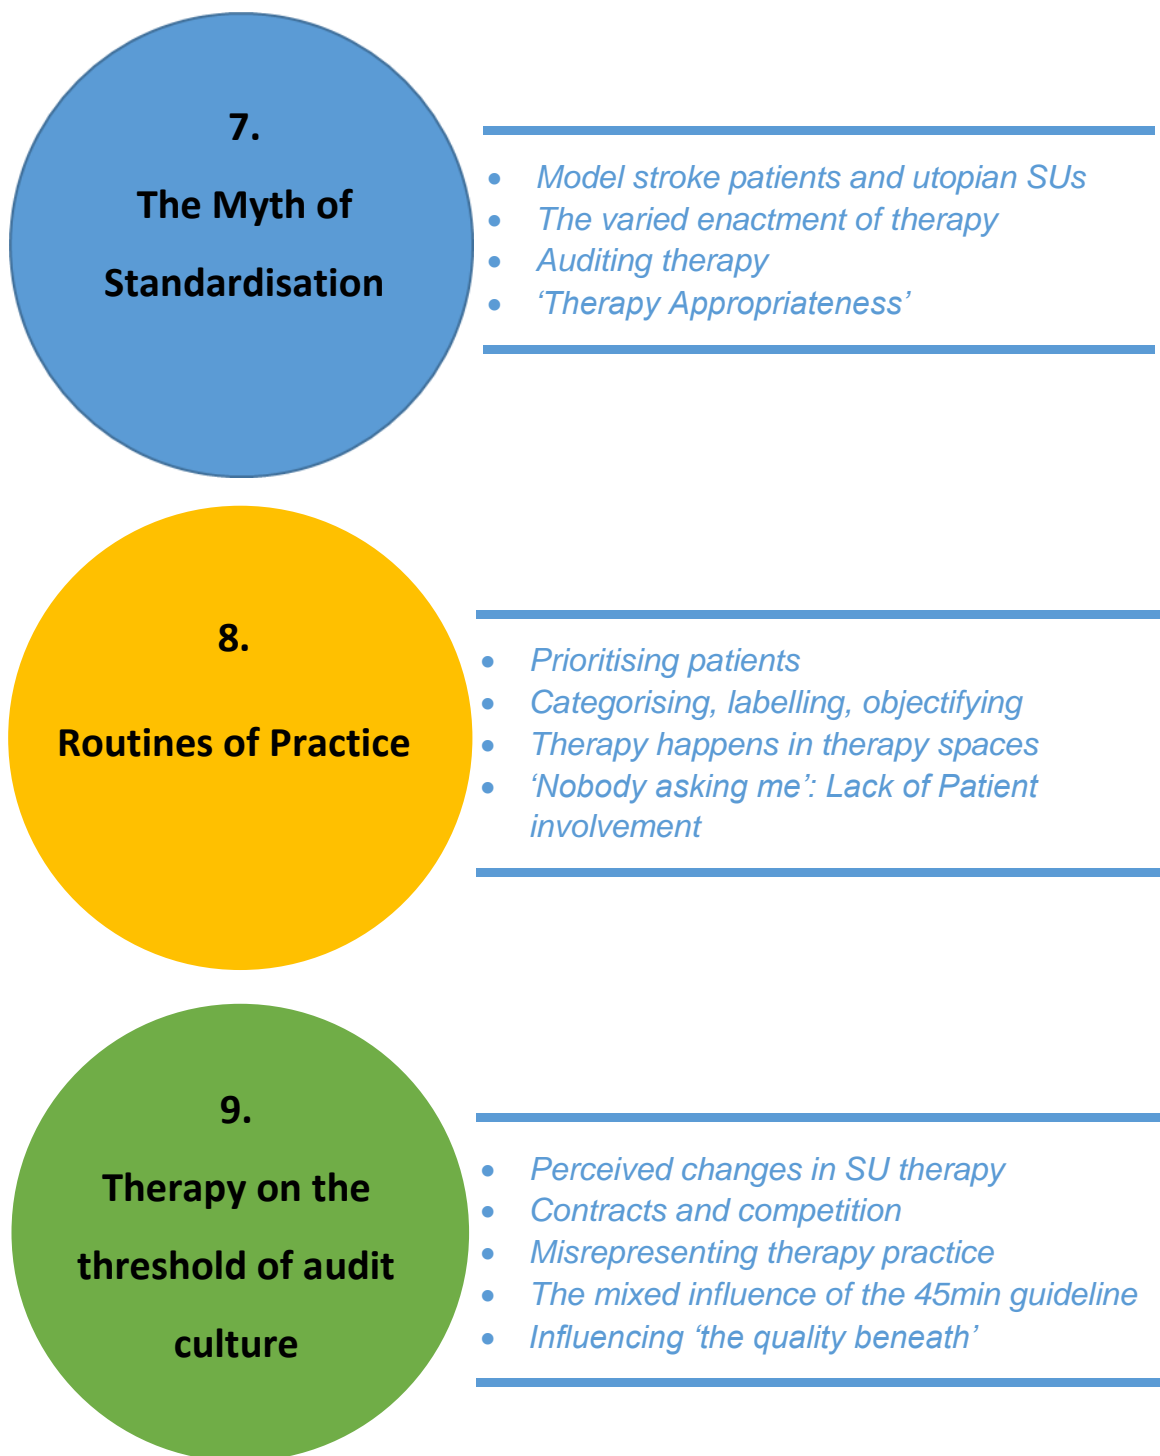 7.
The Myth of
Standardisation
• Model stroke patients and utopian SUs
• The varied enactment of therapy
• Auditing therapy
• ‘Therapy Appropriateness’
8.
Routines of Practice
• Prioritising patients
• Categorising, labelling, objectifying
• Therapy happens in therapy spaces
• ‘Nobody asking me’: Lack of Patient
involvement
9.
Therapy on the
threshold of audit
culture
• Perceived changes in SU therapy
• Contracts and competition
• Misrepresenting therapy practice
• The mixed influence of the 45min guideline
• Influencing ‘the quality beneath’